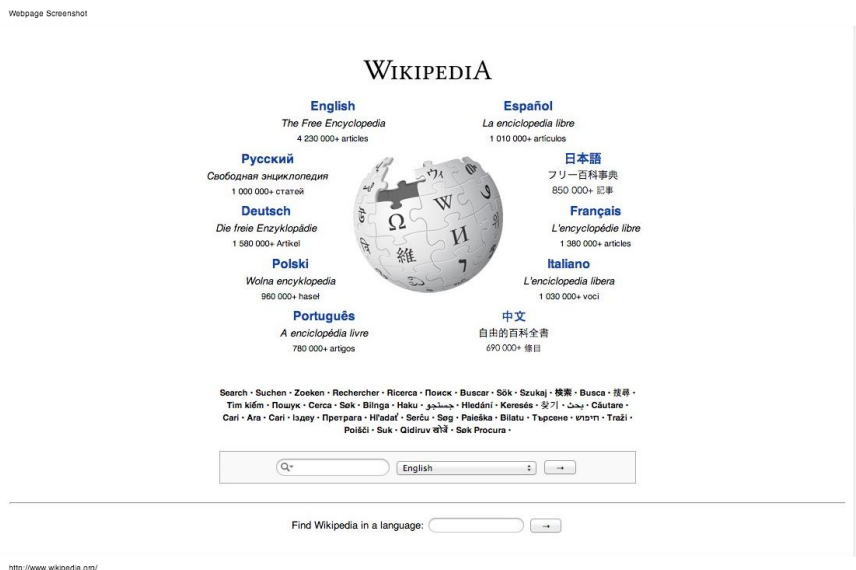 Webpage Screenshot
WIKIPEDIA
English
The Free Encyclopedia
4 230 000+ articles
Español
La enciclopedia libre
1 010 000+ artículos
Русский
Свободная энциклопедия
1 000 000+ статей
日本語
フリー百科事典
850 000+ 記事
Deutsch
Die freie Enzyklopädie
1 580 000+ Artikel
Français
L'encyclopédie libre
1 380 000+ articles
Polski
Wolna encyklopedia
960 000+ haseł
Italiano
L'enciclopedia libera
1 030 000+ voci
Português
A enciclopédia livre
780 000+ artigos
中文
自由的百科全書
690 000+ 條目
Ω W И 維 ウィ 7
Search · Suchen · Zoeken · Rechercher · Ricerca · Поиск · Buscar · Sök · Szukaj · 検索 · Busca · 搜尋 ·
Tìm kiếm · Пошук · Cerca · Søk · Bilnga · Haku · جستجو · Hledání · Keresés · 찾기 · بحث · Căutare ·
Cari · Ara · Cari · Іздеу · Претрага · Hľadať · Serĉu · Søg · Paieška · Bilatu · Търсене · חיפוש · Traži ·
Poišči · Suk · Qidiruv खोजें · Søk Procura ·
English
→
Find Wikipedia in a language:
→
http://www.wikipedia.org/